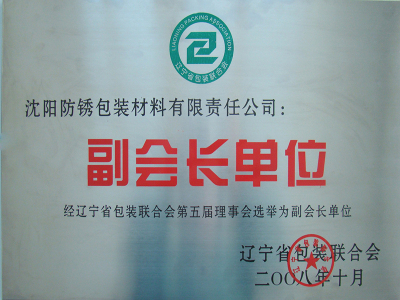 LIAONING PACKING ASSOCIATION
辽宁省包装联合会
沈阳防锈包装材料有限责任公司：
副会长单位
经辽宁省包装联合会第五届理事会选举为副会长单位
辽宁省包装联合会
二〇〇八年十月